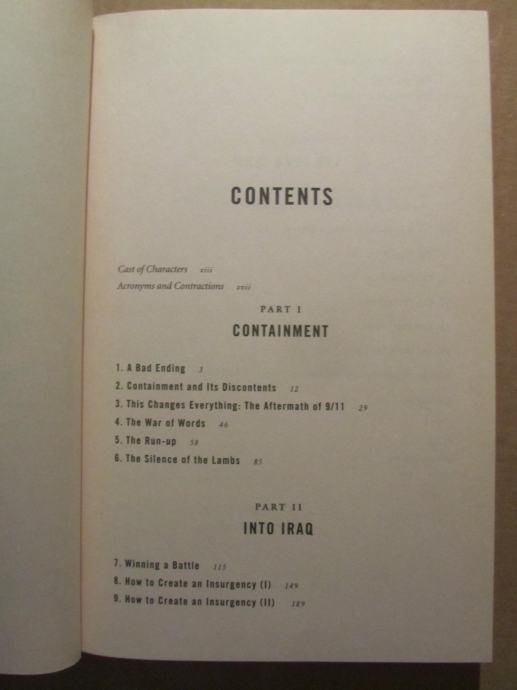 CONTENTS
Cast of Characters xiii
Acronyms and Contractions xvii
PART I
CONTAINMENT
1. A Bad Ending 3
2. Containment and Its Discontents 12
3. This Changes Everything: The Aftermath of 9/11 29
4. The War of Words 46
5. The Run-up 58
6. The Silence of the Lambs 85
PART II
INTO IRAQ
7. Winning a Battle 115
8. How to Create an Insurgency (I) 149
9. How to Create an Insurgency (II) 189